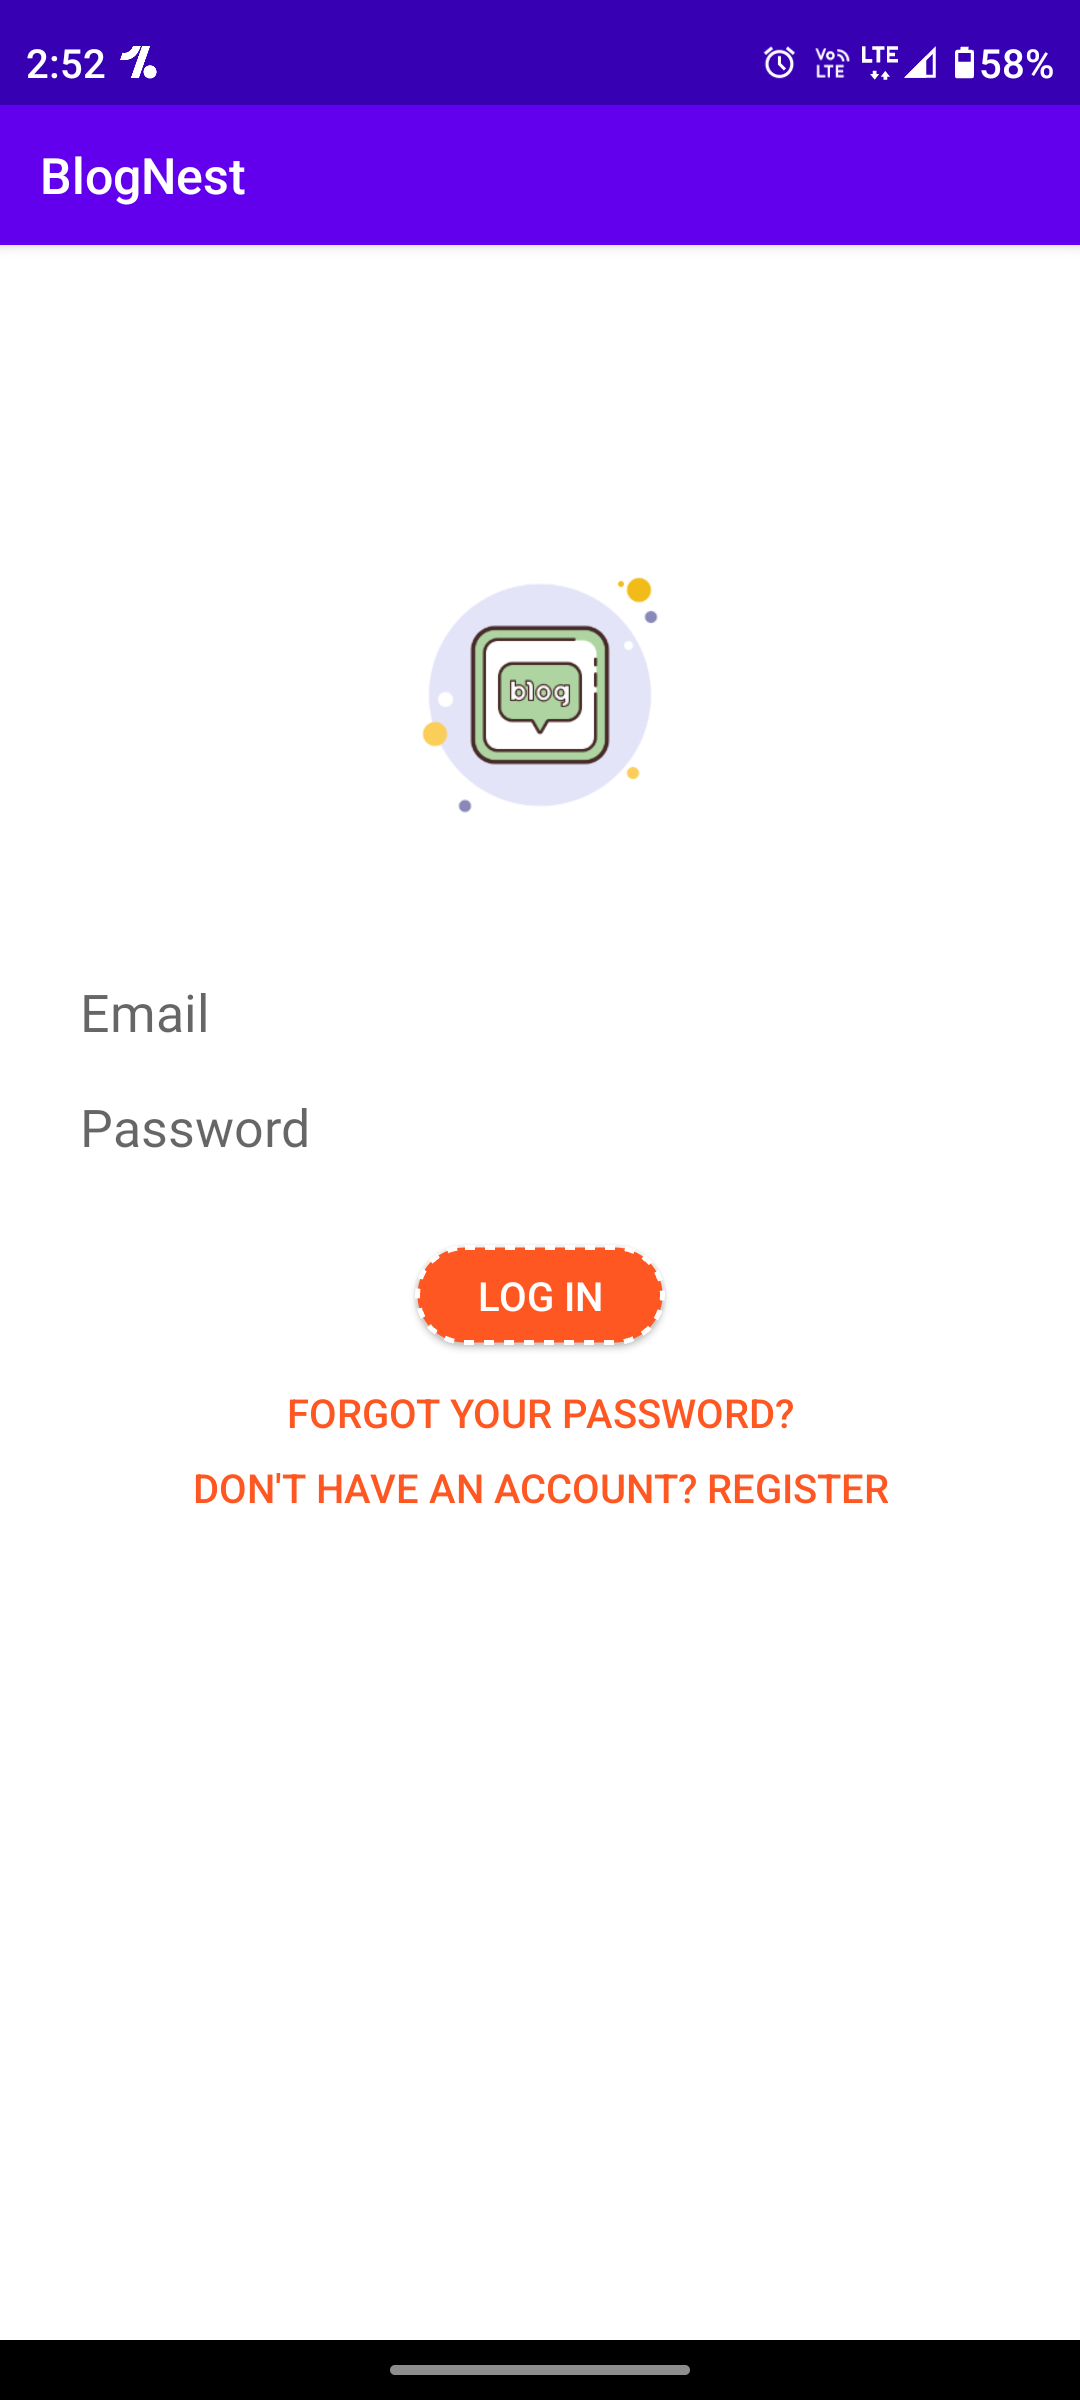 2:52 Vo LTE LTE 58%
BlogNest
blog
Email
Password
LOG IN
FORGOT YOUR PASSWORD?
DON'T HAVE AN ACCOUNT? REGISTER